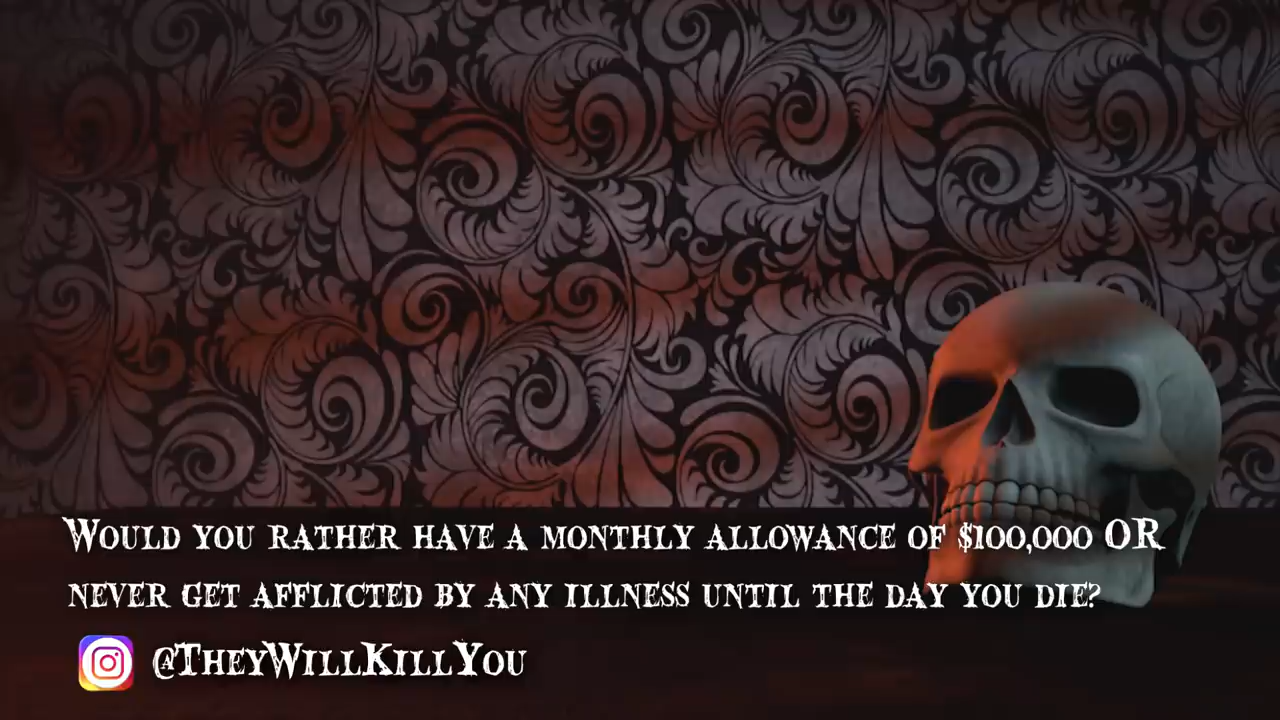 Would you rather have a monthly allowance of $100,000 OR
never get afflicted by any illness until the day you die?
@TheyWillKillYou